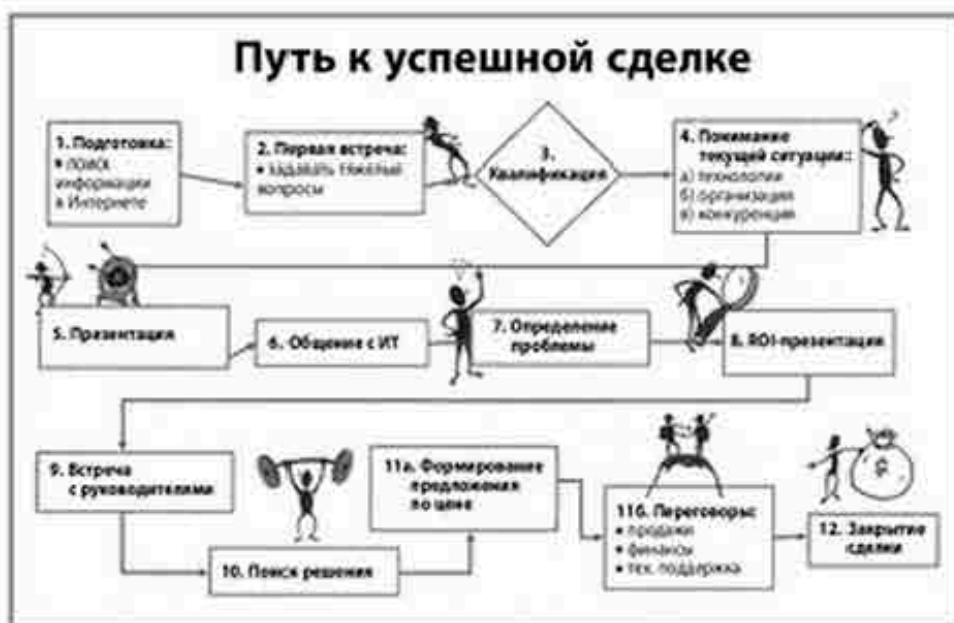 Путь к успешной сделке
1. Подготовка:
• поиск
информации
в Интернете
2. Первая встреча:
• задавать тяжелые
вопросы
3.
Квалификация
4. Понимание
текущей ситуации:
а) технологии
б) организация
в) конкуренция
5. Презентация
6. Общение с ИТ
7. Определение
проблемы
8. ROI-презентация
9. Встреча
с руководителями
10. Поиск решения
11а. Формирование
предложения
по цене
11б. Переговоры:
• продажи
• финансы
• тех. поддержка
12. Закрытие
сделки